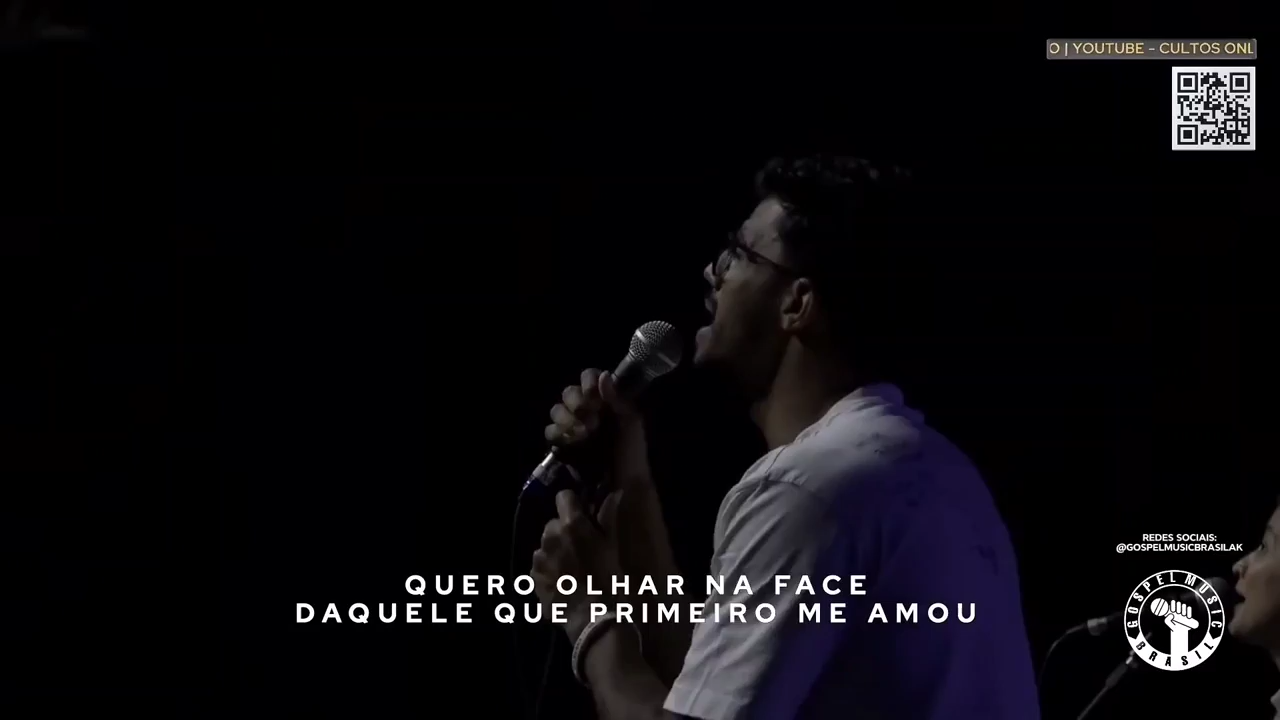 O | YOUTUBE - CULTOS ONL
REDES SOCIAIS:
@GOSPELMUSICBRASILAK
QUERO OLHAR NA FACE
DAQUELE QUE PRIMEIRO ME AMOU
GOSPEL MUSIC
BRASIL